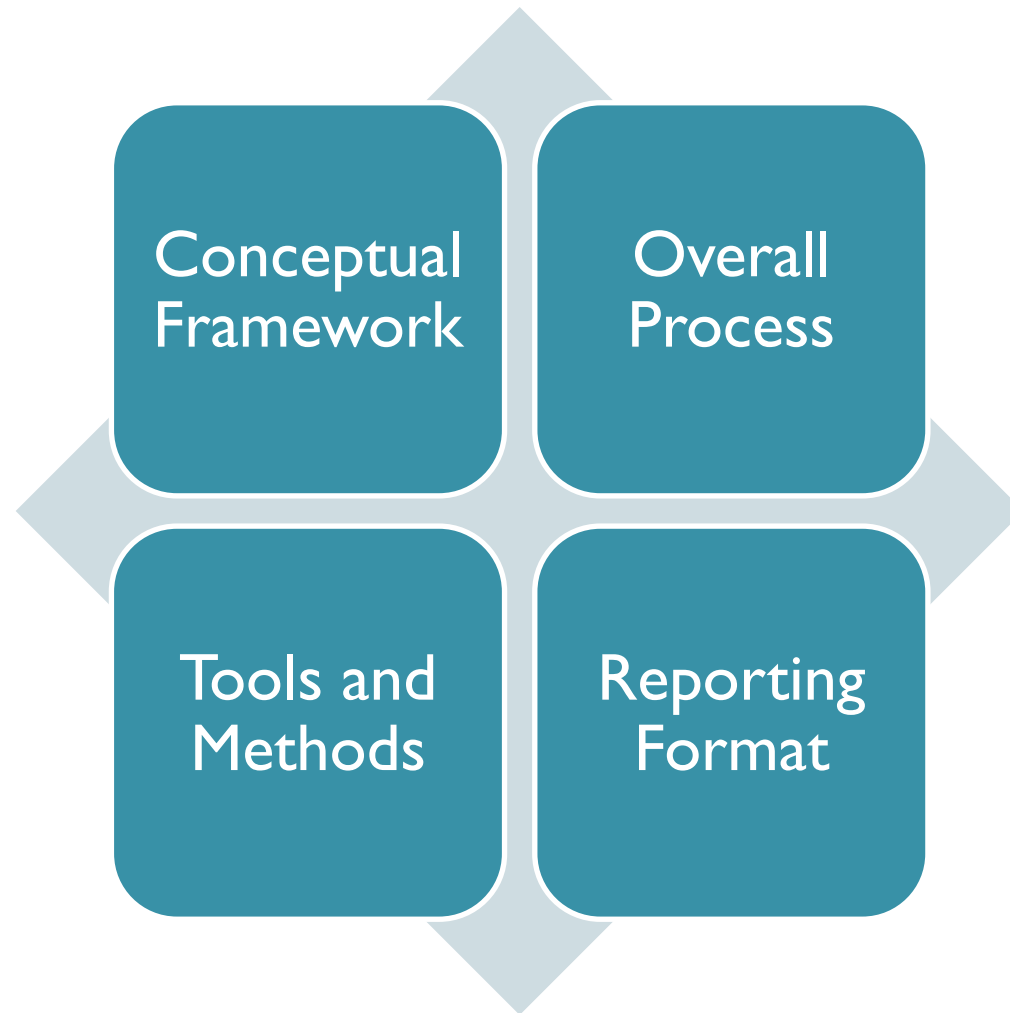 Conceptual
Framework
Overall
Process
Tools and
Methods
Reporting
Format